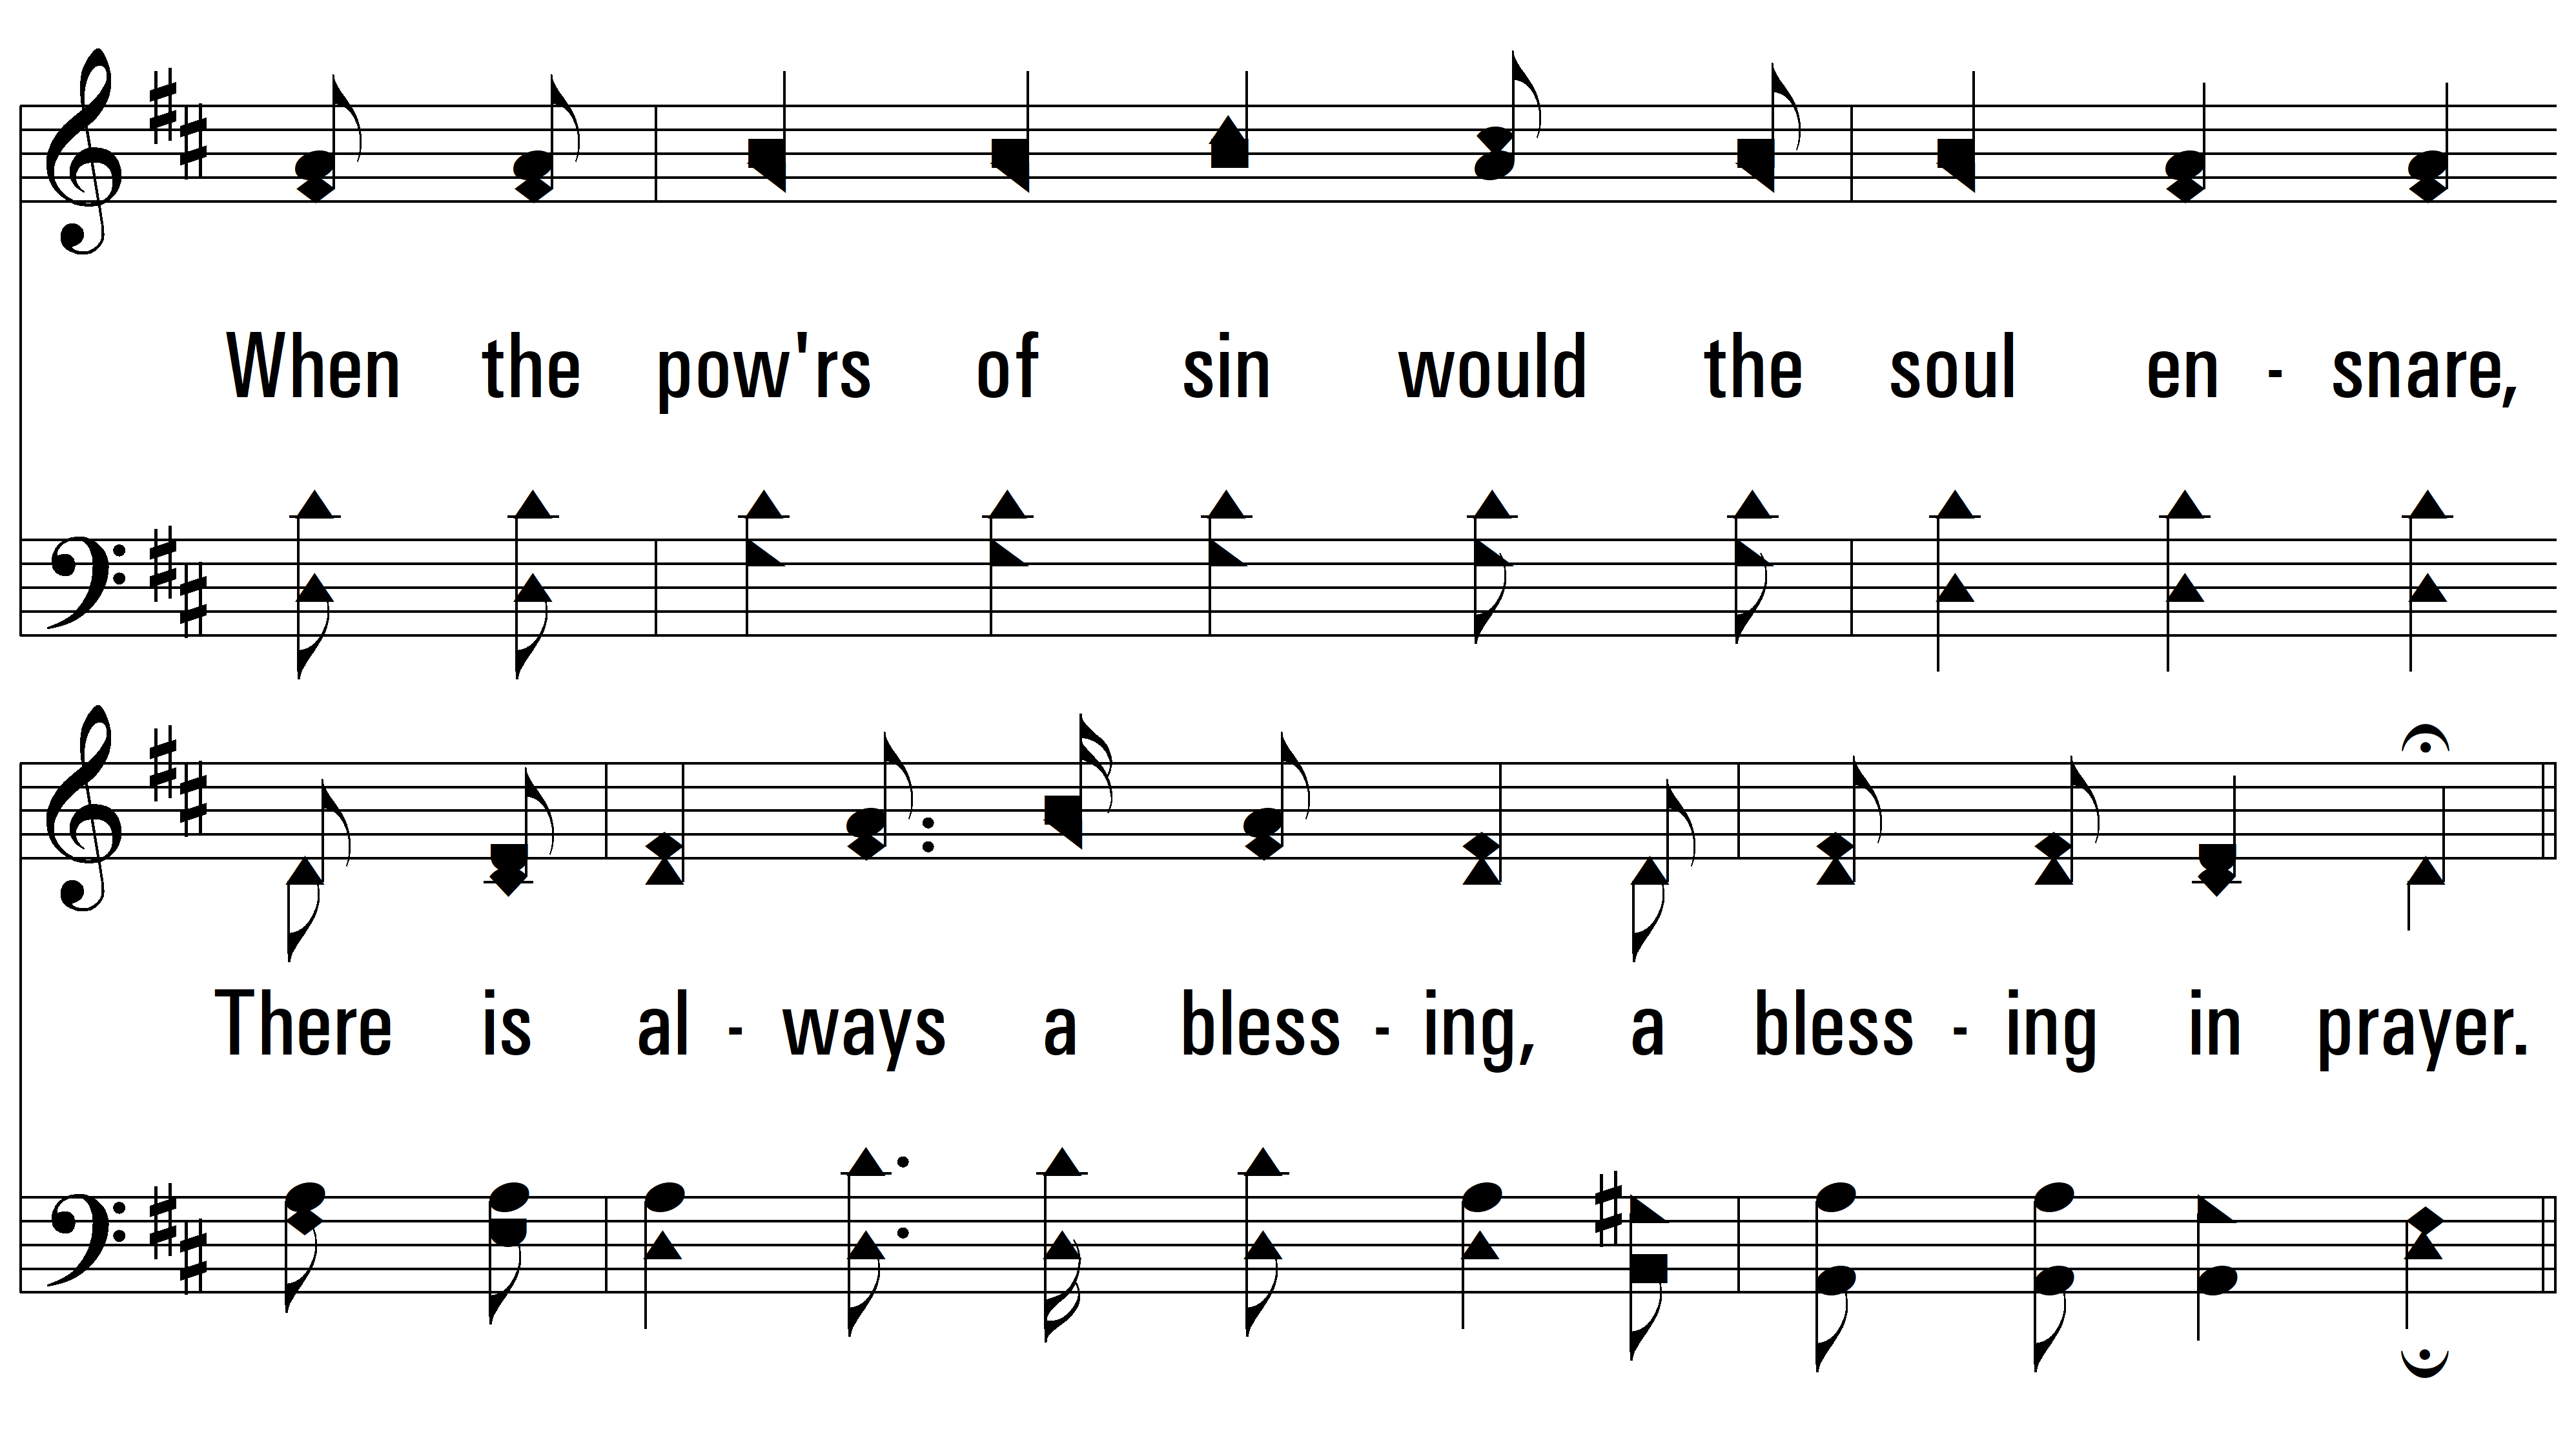 When the pow'rs of sin would the soul en - snare,
There is al - ways a bless - ing, a bless - ing in prayer.